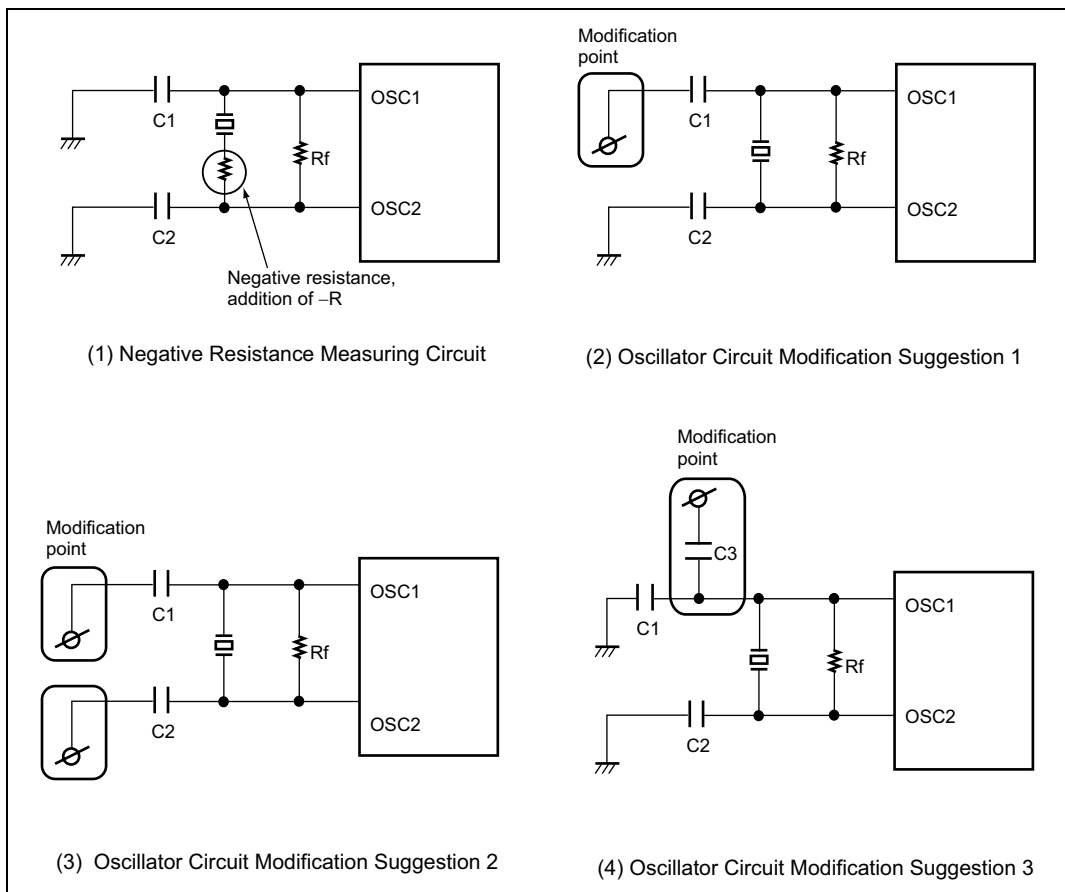 OSC1
C1
Rf
OSC2
C2
Negative resistance,
addition of −R
(1) Negative Resistance Measuring Circuit
Modification
point
OSC1
C1
Rf
OSC2
C2
(2) Oscillator Circuit Modification Suggestion 1
Modification
point
OSC1
C1
Rf
OSC2
C2
(3) Oscillator Circuit Modification Suggestion 2
Modification
point
C3
OSC1
C1
Rf
OSC2
C2
(4) Oscillator Circuit Modification Suggestion 3